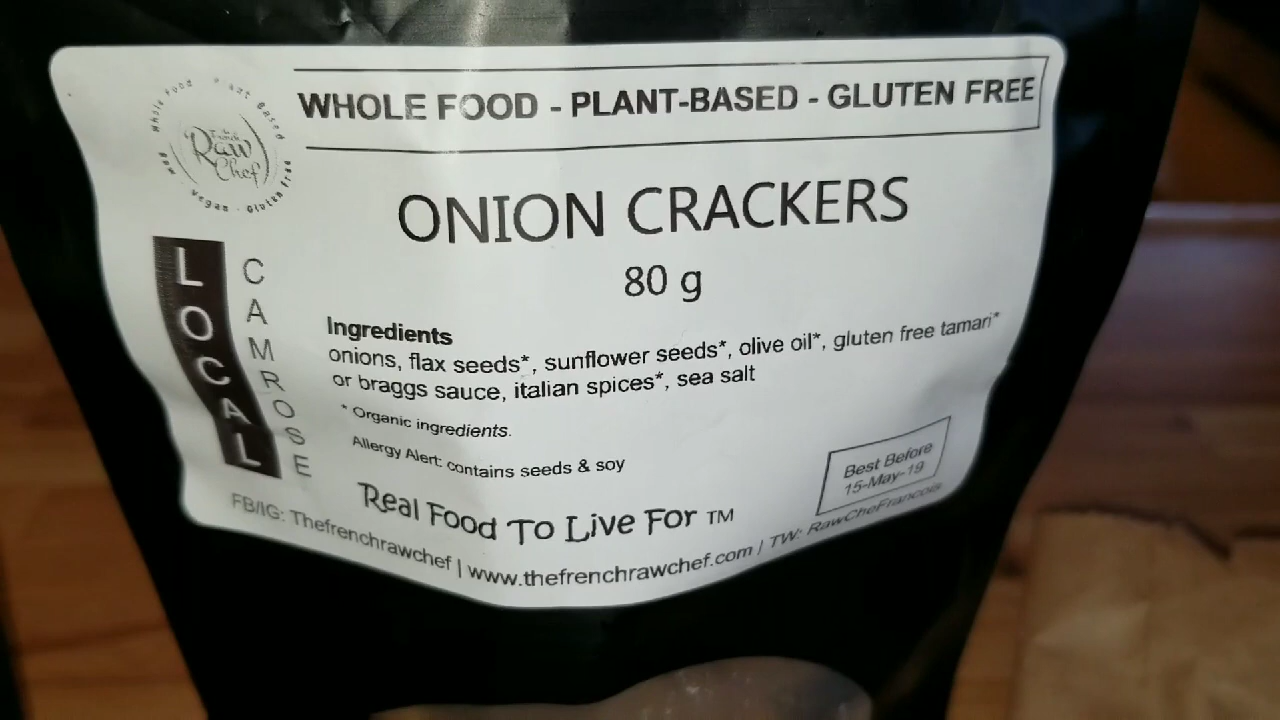 WHOLE FOOD - PLANT-BASED - GLUTEN FREE
Whole Food Plant Based
Raw Vegan - Gluten Free
The French
Raw
Chef
ONION CRACKERS
80 g
LOCAL
CAMROSE
Ingredients
onions, flax seeds*, sunflower seeds*, olive oil*, gluten free tamari*
or braggs sauce, italian spices*, sea salt
* Organic ingredients.
Allergy Alert: contains seeds & soy
Best Before
15-May-19
Real Food To Live For TM
FB/IG: Thefrenchrawchef | www.thefrenchrawchef.com | TW: RawChefFrancois